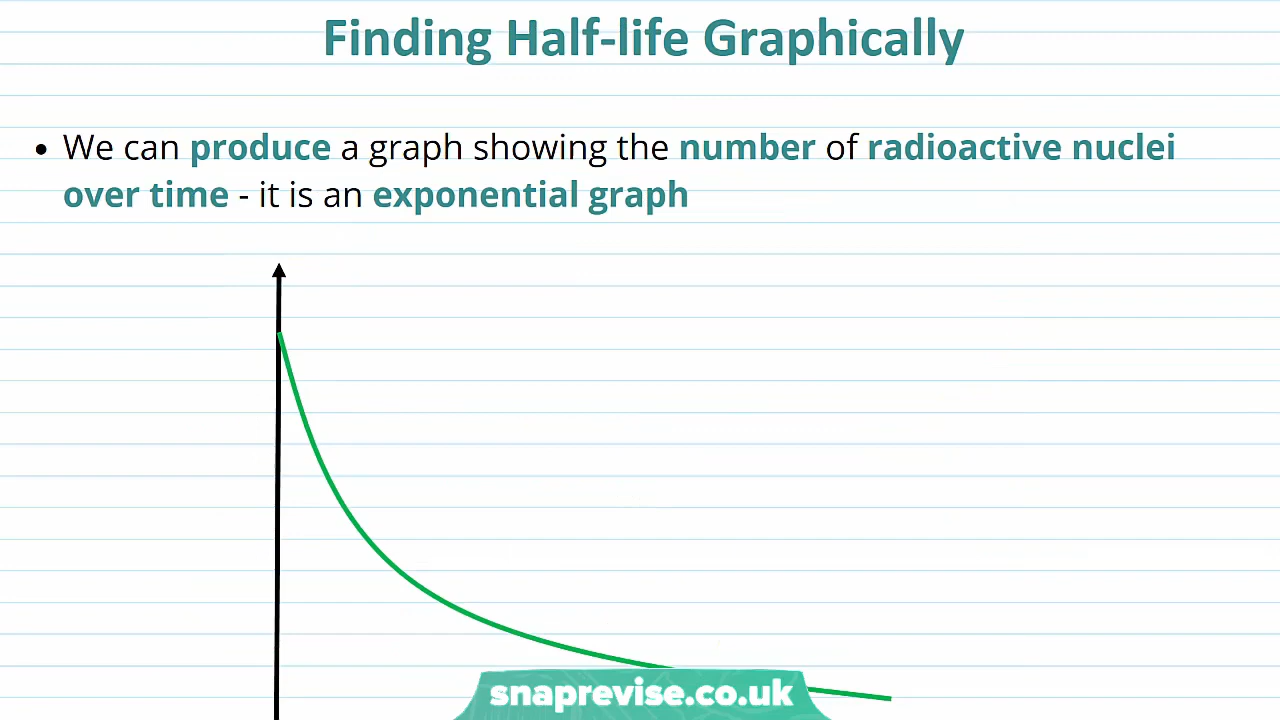 Finding Half-life Graphically
• We can produce a graph showing the number of radioactive nuclei
over time - it is an exponential graph
snaprevise.co.uk